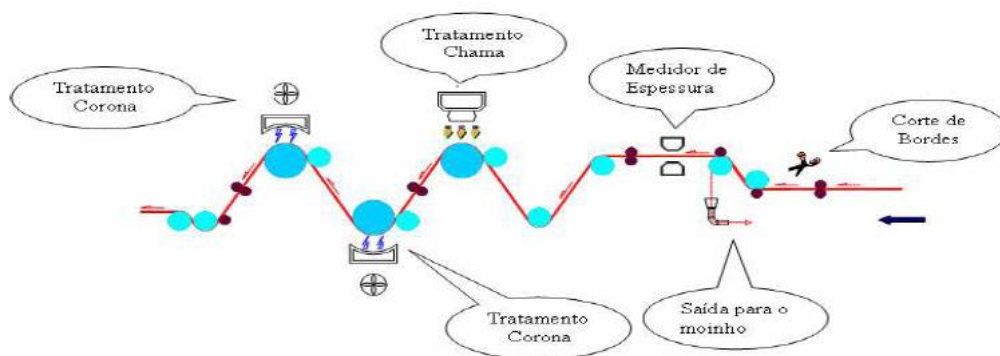 Tratamento
Chama
Tratamento
Corona
Medidor de
Espessura
Corte de
Bordes
Saída para o
moinho
Tratamento
Corona